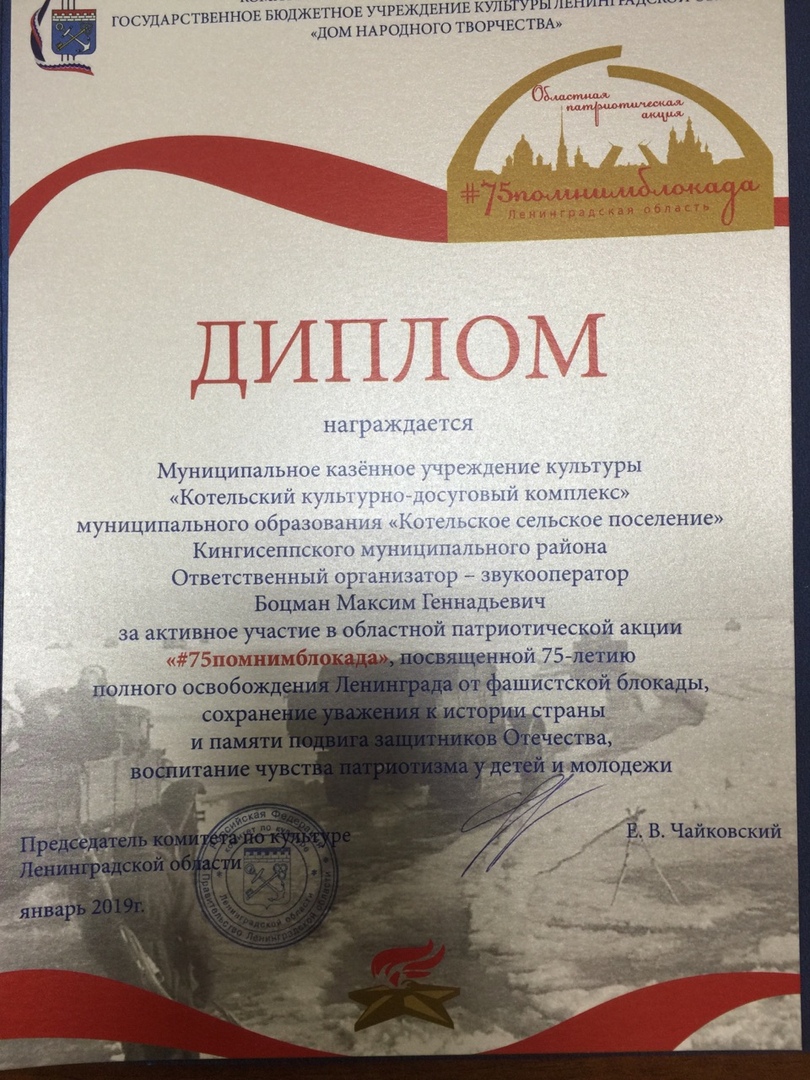 ГОСУДАРСТВЕННОЕ БЮДЖЕТНОЕ УЧРЕЖДЕНИЕ КУЛЬТУРЫ ЛЕНИНГРАДСКОЙ
«ДОМ НАРОДНОГО ТВОРЧЕСТВА»
Областная
патриотическая
акция
#75помнимблокада
Ленинградская область
ДИПЛОМ
награждается
Муниципальное казённое учреждение культуры
«Котельский культурно-досуговый комплекс»
муниципального образования «Котельское сельское поселение»
Кингисеппского муниципального района
Ответственный организатор – звукооператор
Боцман Максим Геннадьевич
за активное участие в областной патриотической акции
«#75помнимблокада», посвященной 75-летию
полного освобождения Ленинграда от фашистской блокады,
сохранение уважения к истории страны
и памяти подвига защитников Отечества,
воспитание чувства патриотизма у детей и молодежи
Председатель комитета по культуре
Ленинградской области
Е. В. Чайковский
январь 2019г.
Российская Федерация
Комитет по культуре
Ленинградской области
Правительство Ленинградской области